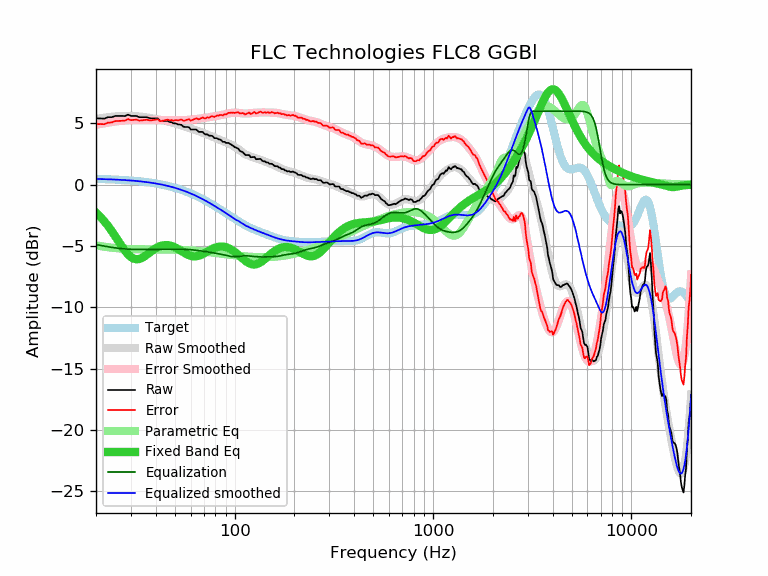 FLC Technologies FLC8 GGBl
Amplitude (dBr)
5
0
−5
−10
−15
−20
−25
Target
Raw Smoothed
Error Smoothed
Raw
Error
Parametric Eq
Fixed Band Eq
Equalization
Equalized smoothed
100
1000
10000
Frequency (Hz)